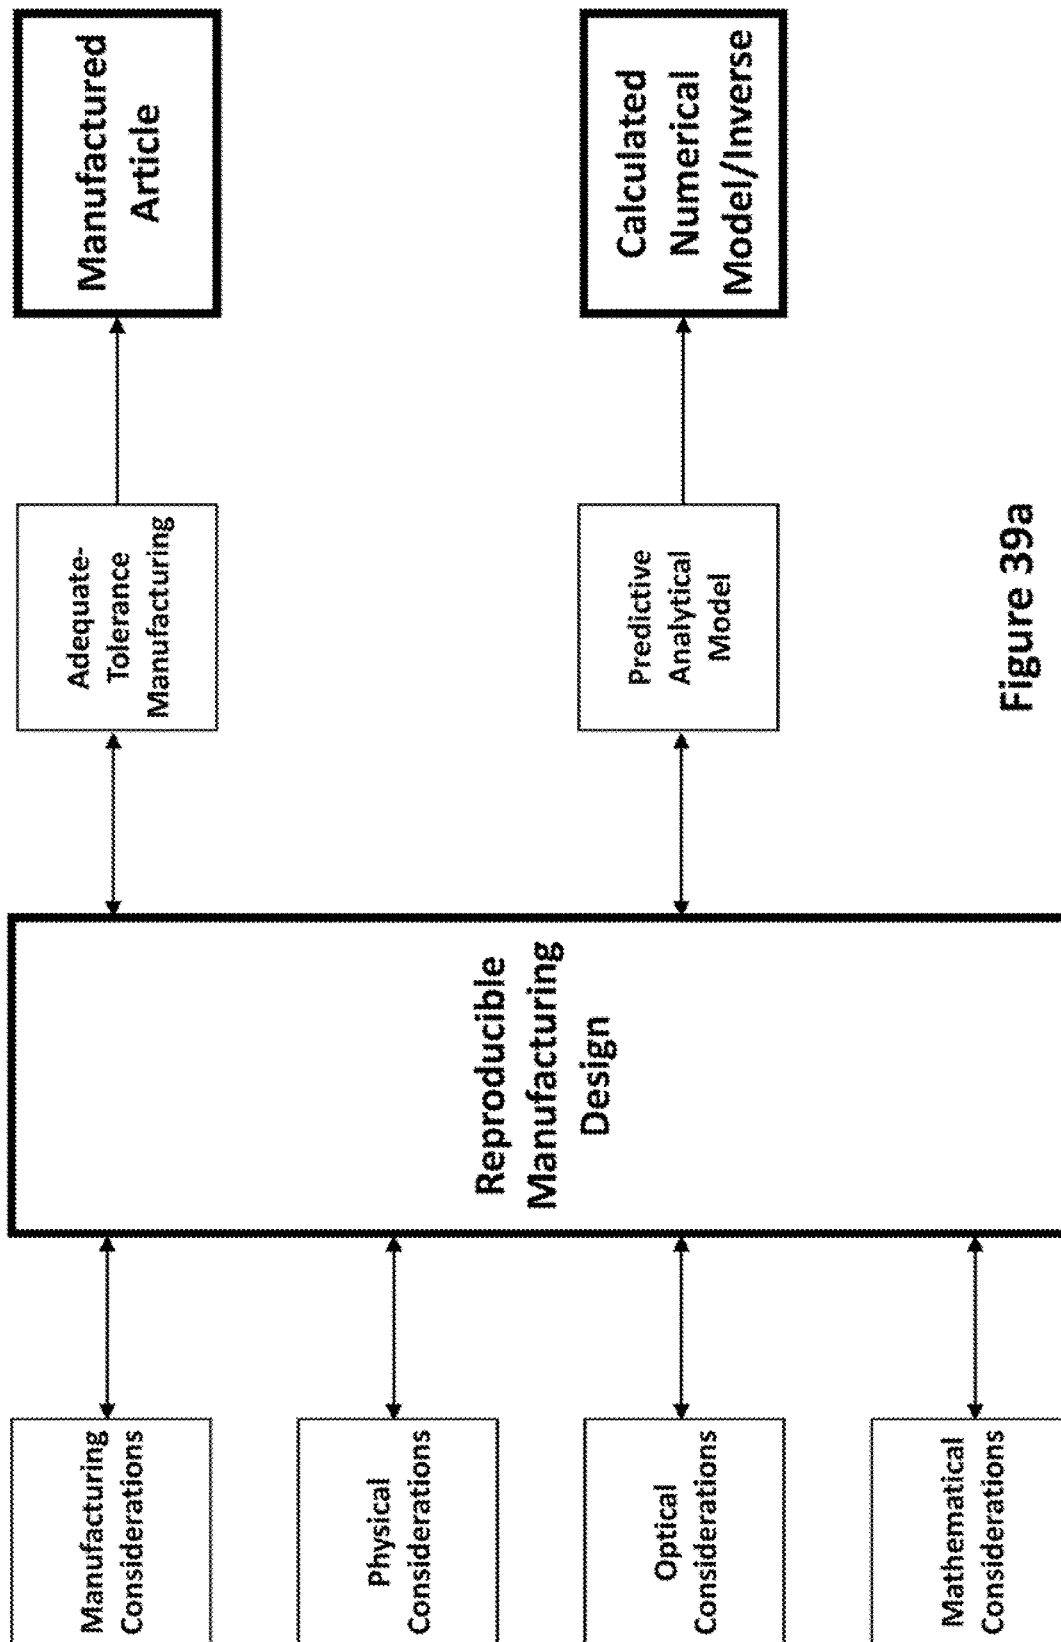 Manufacturing
Considerations
Physical
Considerations
Optical
Considerations
Mathematical
Considerations
Reproducible
Manufacturing
Design
Adequate-
Tolerance
Manufacturing
Predictive
Analytical
Model
Manufactured
Article
Calculated
Numerical
Model/Inverse
Figure 39a